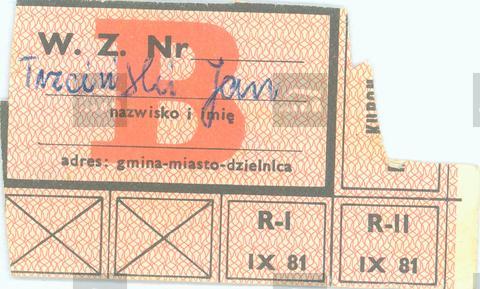 B
W. Z. Nr
Trzciński Jan
nazwisko i imię
adres: gmina-miasto-dzielnica
KUPON
R-I
IX 81
R-II
IX 81